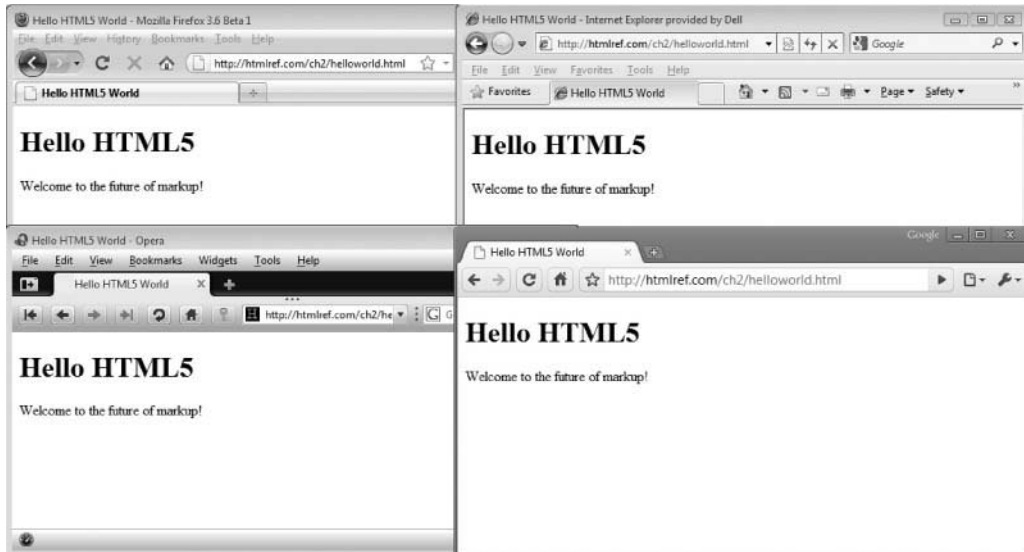 Hello HTML5 World - Mozilla Firefox 3.6 Beta 1
File Edit View History Bookmarks Tools Help
http://htmlref.com/ch2/helloworld.html
Hello HTML5 World
Hello HTML5
Welcome to the future of markup!
Hello HTML5 World - Internet Explorer provided by Dell
http://htmlref.com/ch2/helloworld.html Google
File Edit View Favorites Tools Help
Favorites Hello HTML5 World Page Safety
Hello HTML5
Welcome to the future of markup!
Hello HTML5 World - Opera
File Edit View Bookmarks Widgets Tools Help
Hello HTML5 World
http://htmlref.com/ch2/he G
Hello HTML5
Welcome to the future of markup!
Google
Hello HTML5 World
http://htmlref.com/ch2/helloworld.html
Hello HTML5
Welcome to the future of markup!